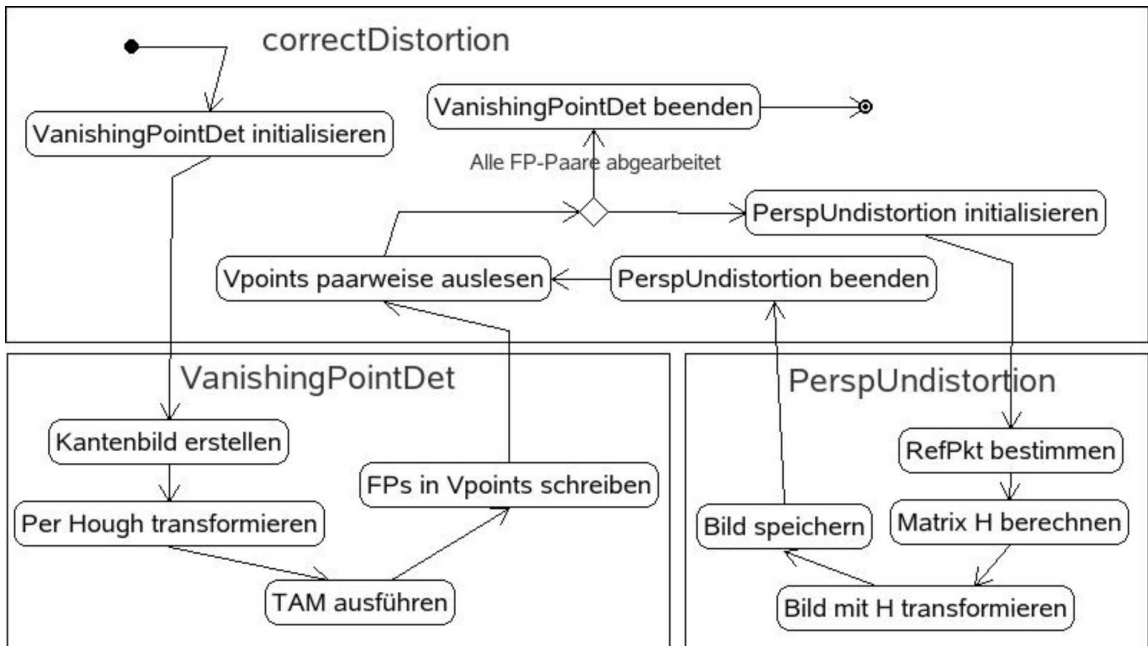 correctDistortion
VanishingPointDet initialisieren
VanishingPointDet beenden
Alle FP-Paare abgearbeitet
PerspUndistortion initialisieren
Vpoints paarweise auslesen
PerspUndistortion beenden
VanishingPointDet
Kantenbild erstellen
Per Hough transformieren
TAM ausführen
FPs in Vpoints schreiben
PerspUndistortion
RefPkt bestimmen
Matrix H berechnen
Bild mit H transformieren
Bild speichern